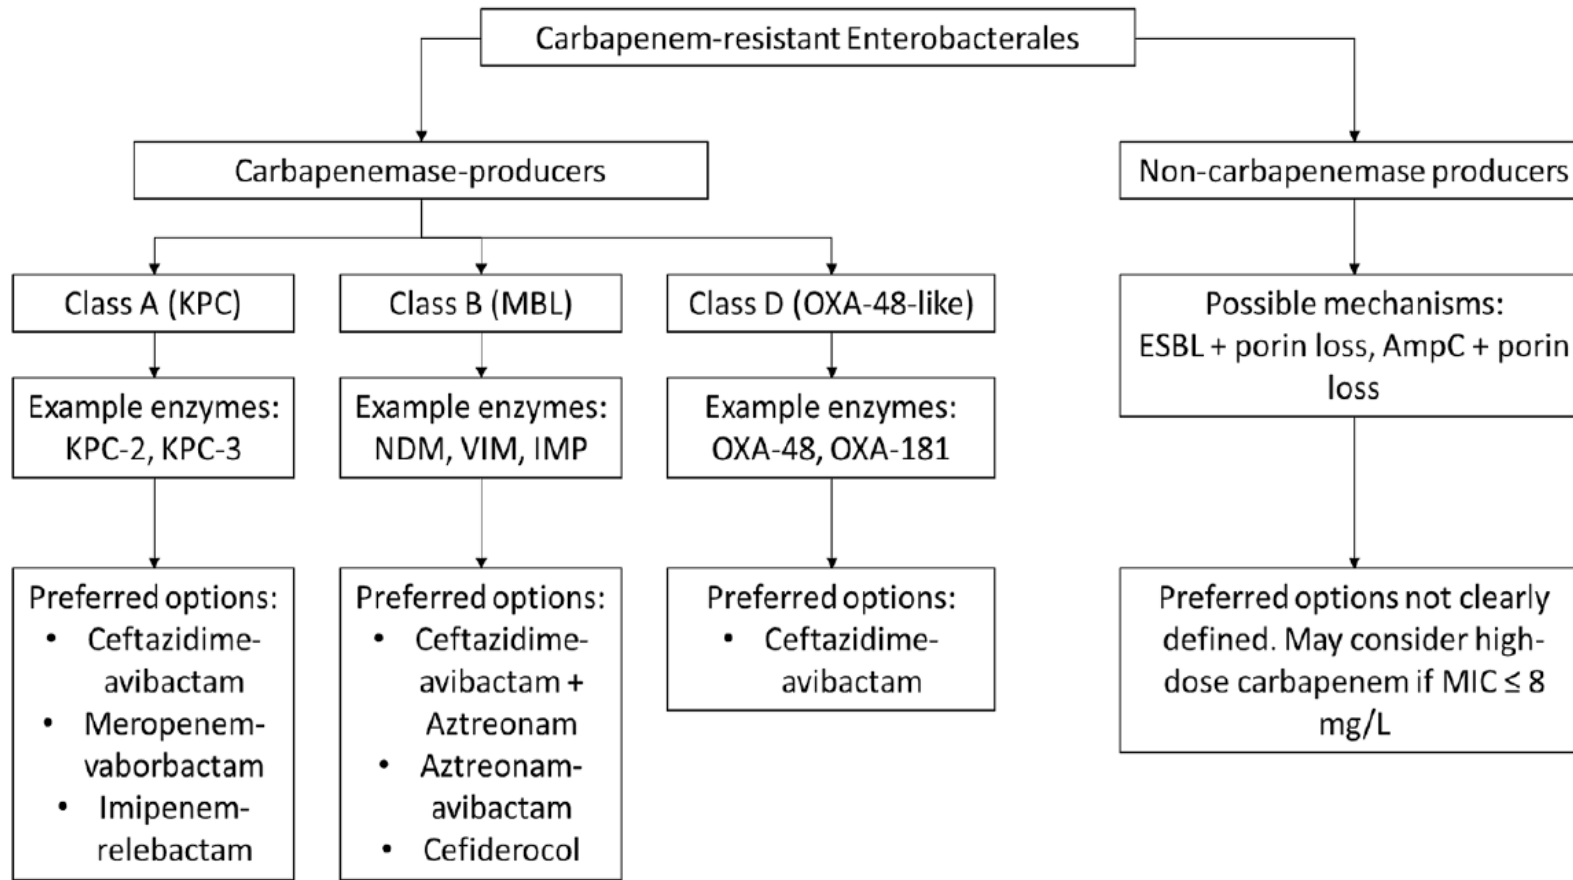 Carbapenem-resistant Enterobacterales
Carbapenemase-producers
Non-carbapenemase producers
Class A (KPC)
Class B (MBL)
Class D (OXA-48-like)
Possible mechanisms:
ESBL + porin loss, AmpC + porin
loss
Example enzymes:
KPC-2, KPC-3
Example enzymes:
NDM, VIM, IMP
Example enzymes:
OXA-48, OXA-181
Preferred options:
• Ceftazidime-
avibactam
• Meropenem-
vaborbactam
• Imipenem-
relebactam
Preferred options:
• Ceftazidime-
avibactam +
Aztreonam
• Aztreonam-
avibactam
• Cefiderocol
Preferred options:
• Ceftazidime-
avibactam
Preferred options not clearly
defined. May consider high-
dose carbapenem if MIC ≤ 8
mg/L